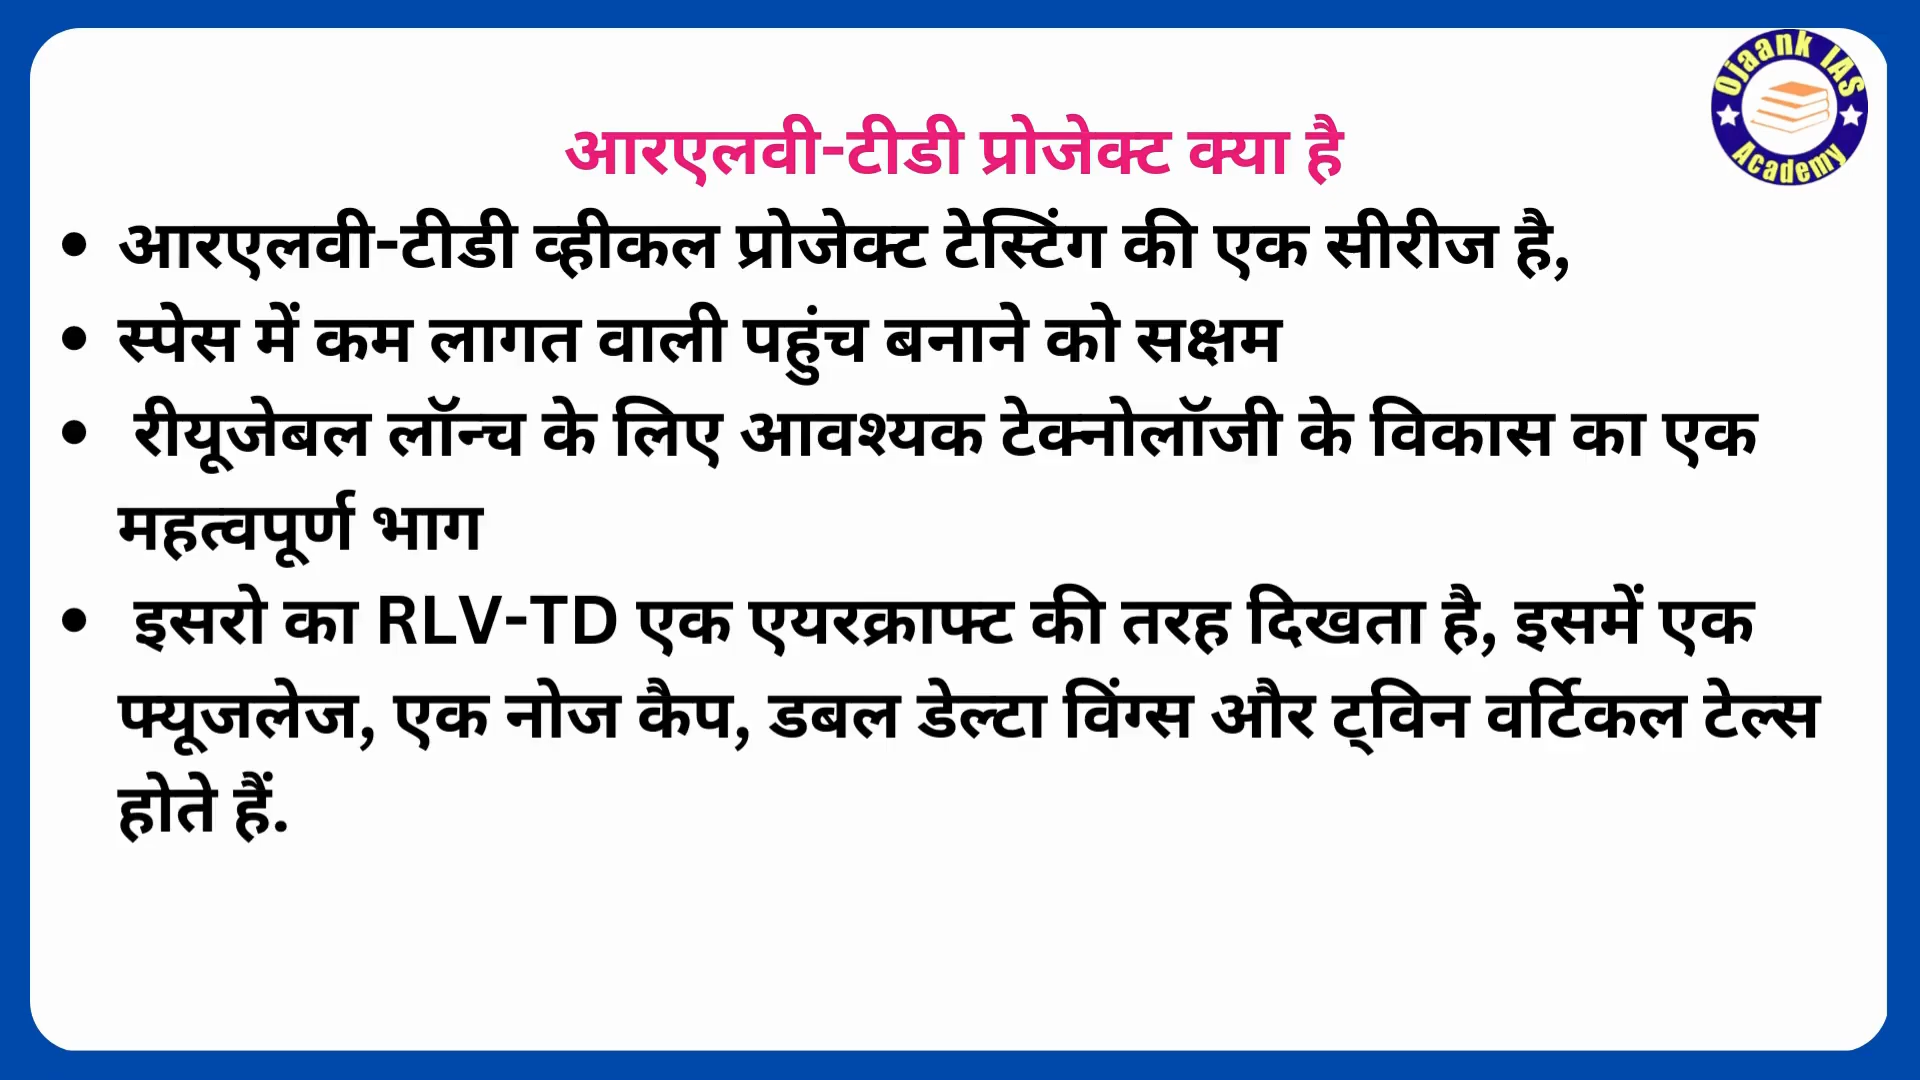 Ojaank IAS
Academy
आरएलवी-टीडी प्रोजेक्ट क्या है
• आरएलवी-टीडी व्हीकल प्रोजेक्ट टेस्टिंग की एक सीरीज है,
• स्पेस में कम लागत वाली पहुंच बनाने को सक्षम
• रीयूजेबल लॉन्च के लिए आवश्यक टेक्नोलॉजी के विकास का एक
महत्वपूर्ण भाग
• इसरो का RLV-TD एक एयरक्राफ्ट की तरह दिखता है, इसमें एक
फ्यूजलेज, एक नोज कैप, डबल डेल्टा विंग्स और ट्विन वर्टिकल टेल्स
होते हैं.